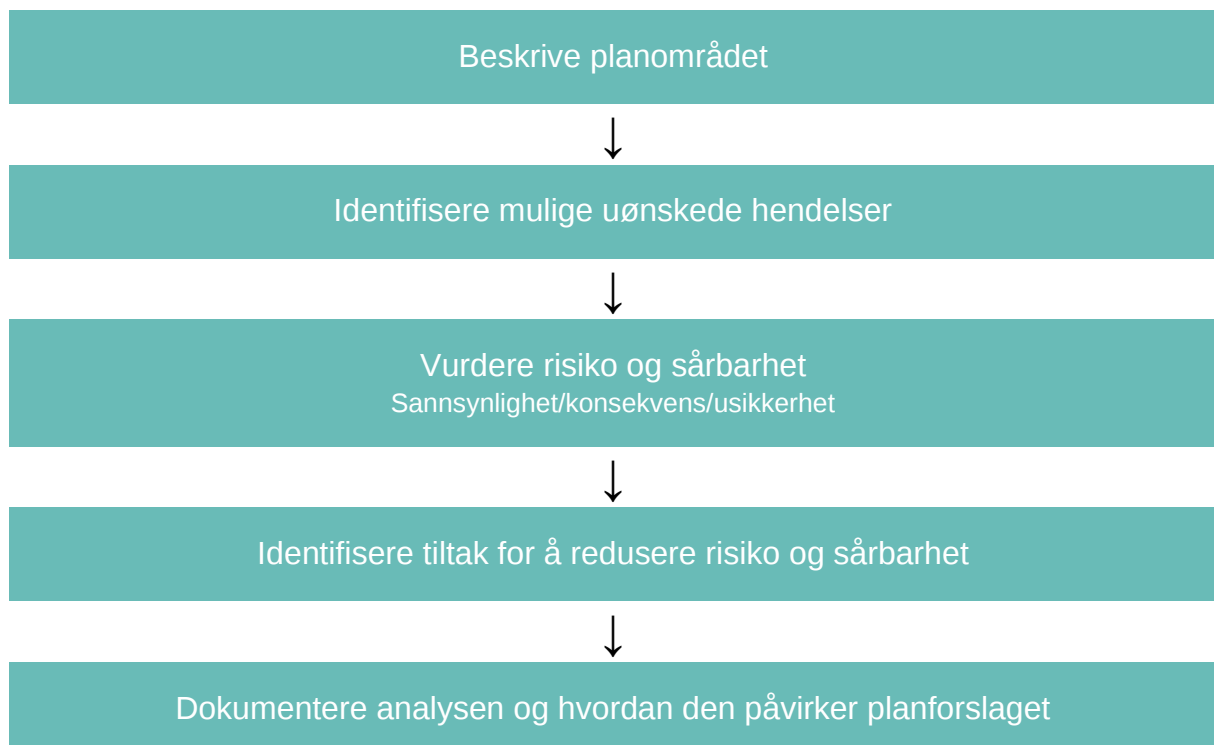 Beskrive planområdet
Identifisere mulige uønskede hendelser
Vurdere risiko og sårbarhet
Sannsynlighet/konsekvens/usikkerhet
Identifisere tiltak for å redusere risiko og sårbarhet
Dokumentere analysen og hvordan den påvirker planforslaget